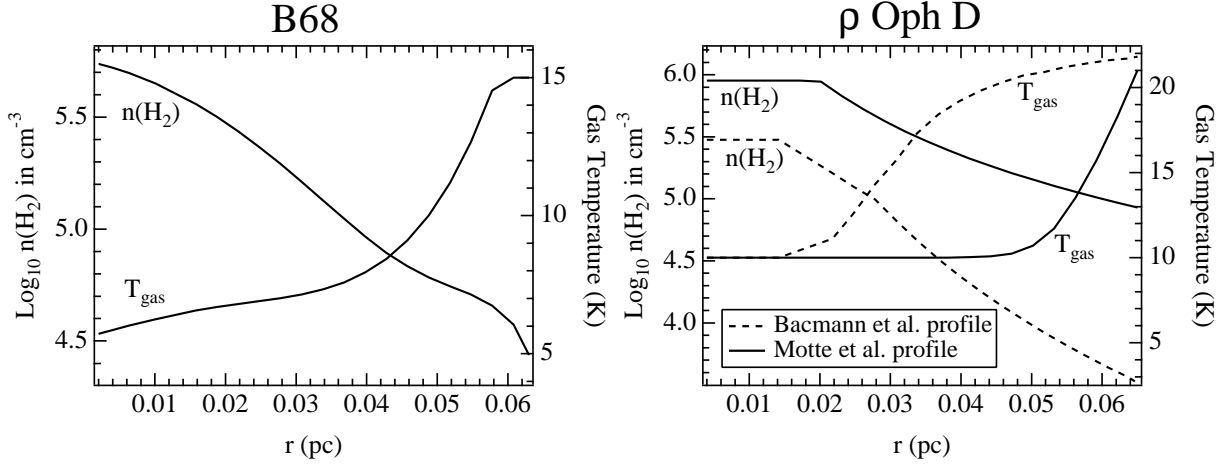 B68
Log₁₀ n(H₂) in cm⁻³
5.5
5.0
4.5
n(H₂)
T_gas
15
10
5
Gas Temperature (K)
0.01 0.02 0.03 0.04 0.05 0.06
r (pc)
ρ Oph D
Log₁₀ n(H₂) in cm⁻³
6.0
5.5
5.0
4.5
4.0
n(H₂)
n(H₂)
T_gas
T_gas
Bacmann et al. profile
Motte et al. profile
20
15
10
5
Gas Temperature (K)
0.01 0.02 0.03 0.04 0.05 0.06
r (pc)